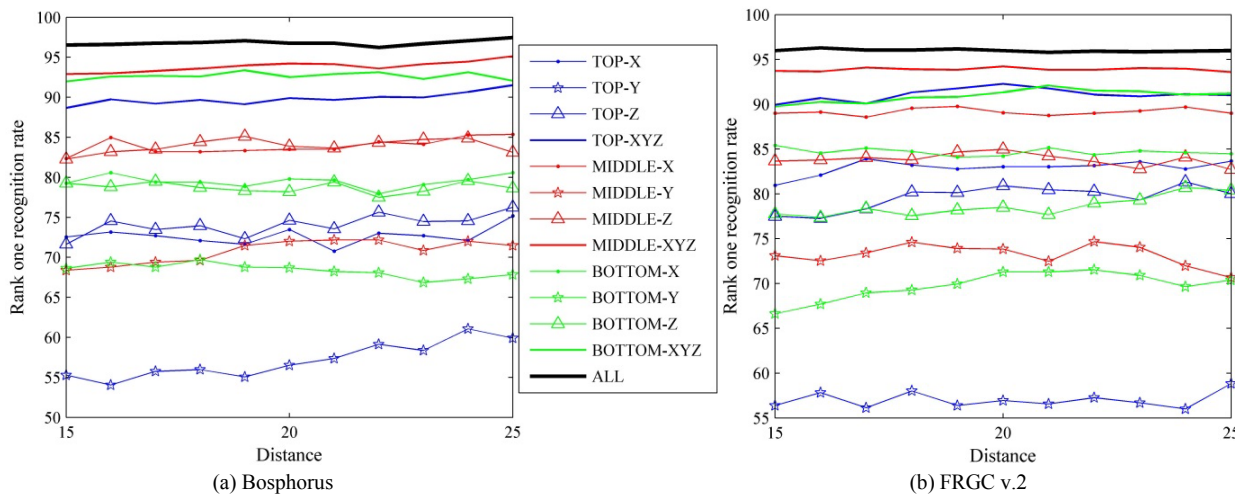 100
95
90
85
80
75
70
65
60
55
50
Rank one recognition rate
15
20
25
Distance
(a) Bosphorus
TOP-X
TOP-Y
TOP-Z
TOP-XYZ
MIDDLE-X
MIDDLE-Y
MIDDLE-Z
MIDDLE-XYZ
BOTTOM-X
BOTTOM-Y
BOTTOM-Z
BOTTOM-XYZ
ALL
100
95
90
85
80
75
70
65
60
55
Rank one recognition rate
15
20
25
Distance
(b) FRGC v.2